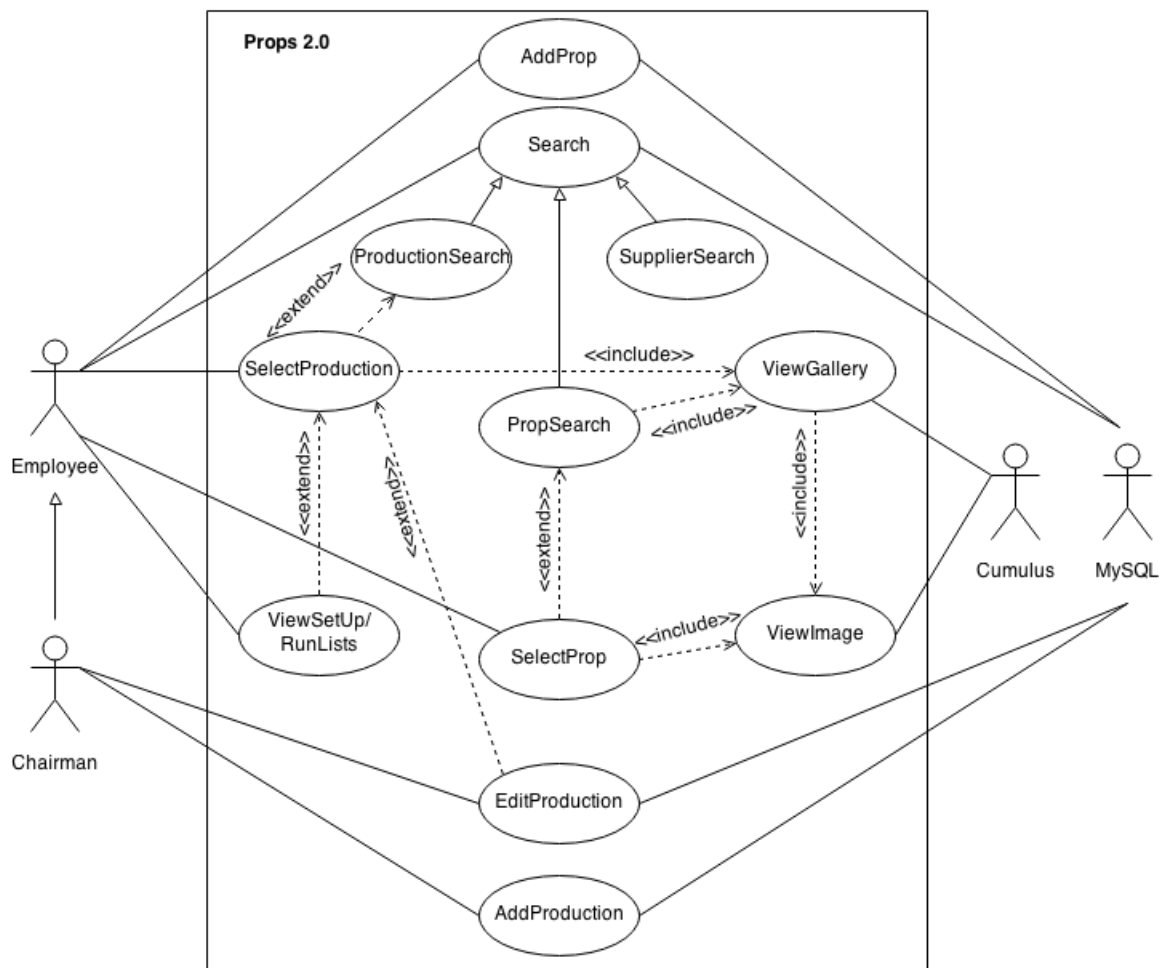 Props 2.0
AddProp
Search
ProductionSearch
SupplierSearch
<<extend>>
SelectProduction
<<include>>
ViewGallery
PropSearch
<<include>>
Employee
<<extend>>
<<extend>>
<<extend>>
<<include>>
Cumulus
MySQL
ViewSetUp/
RunLists
SelectProp
<<include>>
ViewImage
Chairman
EditProduction
AddProduction